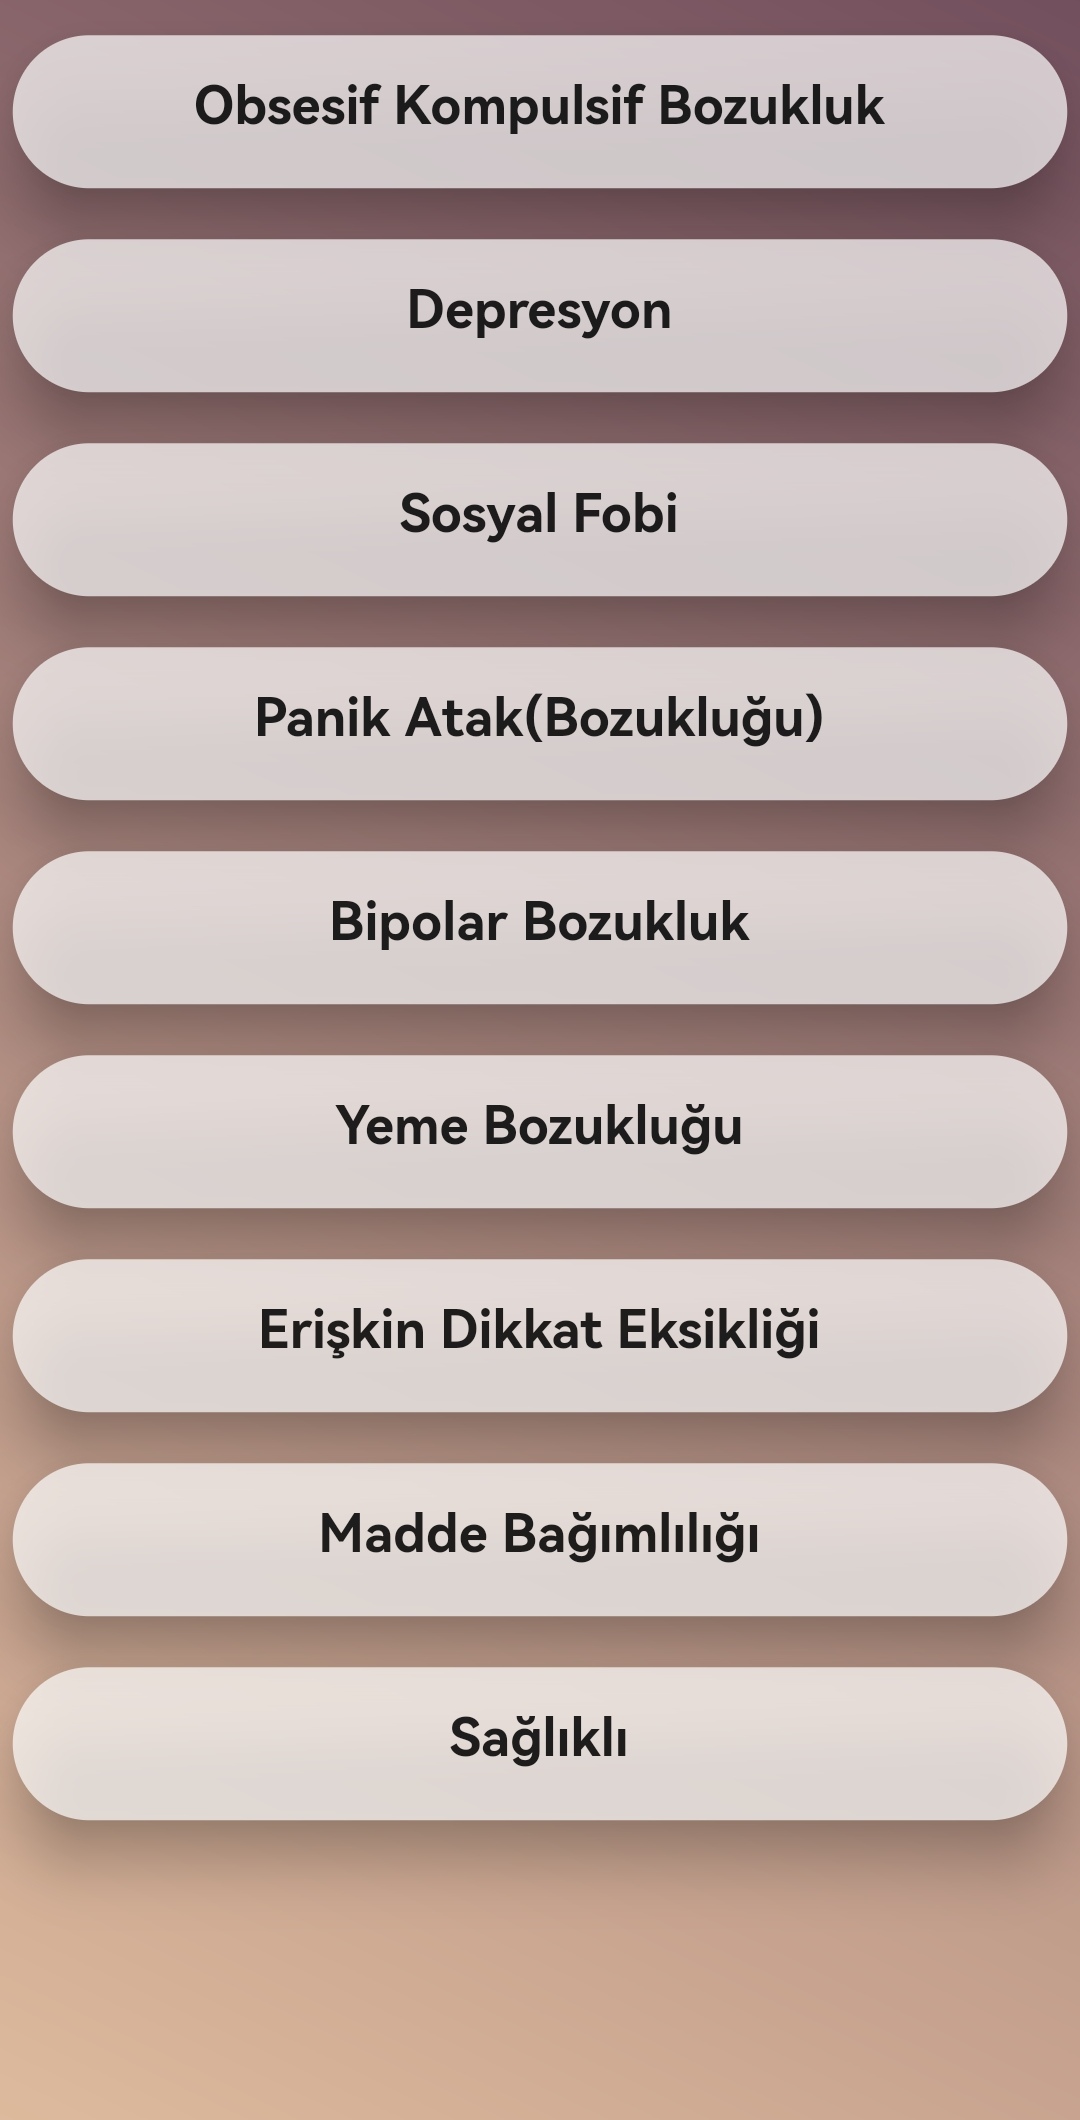 Obsesif Kompulsif Bozukluk
Depresyon
Sosyal Fobi
Panik Atak(Bozukluğu)
Bipolar Bozukluk
Yeme Bozukluğu
Erişkin Dikkat Eksikliği
Madde Bağımlılığı
Sağlıklı